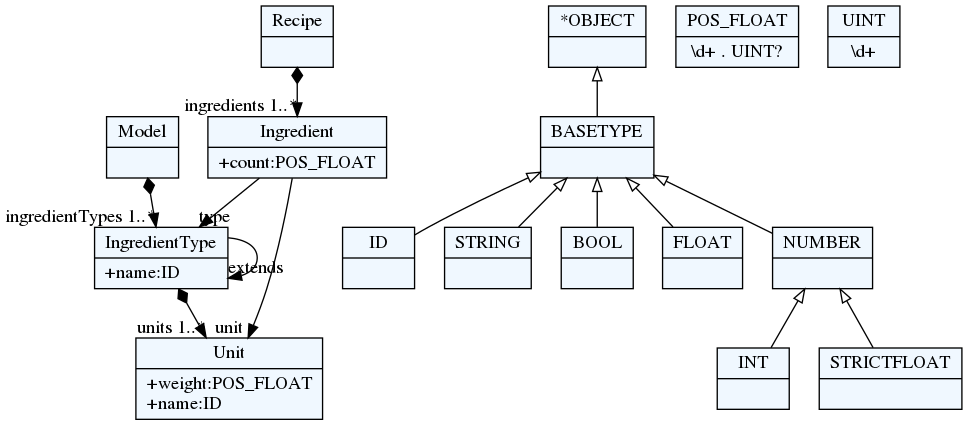 Recipe
*OBJECT
POS_FLOAT
\d+ . UINT?
UINT
\d+
ingredients 1..*
Model
Ingredient
+count:POS_FLOAT
BASETYPE
ingredientTypes 1..*
type
IngredientType
+name:ID
extends
ID
STRING
BOOL
FLOAT
NUMBER
units 1..*
unit
Unit
+weight:POS_FLOAT
+name:ID
INT
STRICTFLOAT